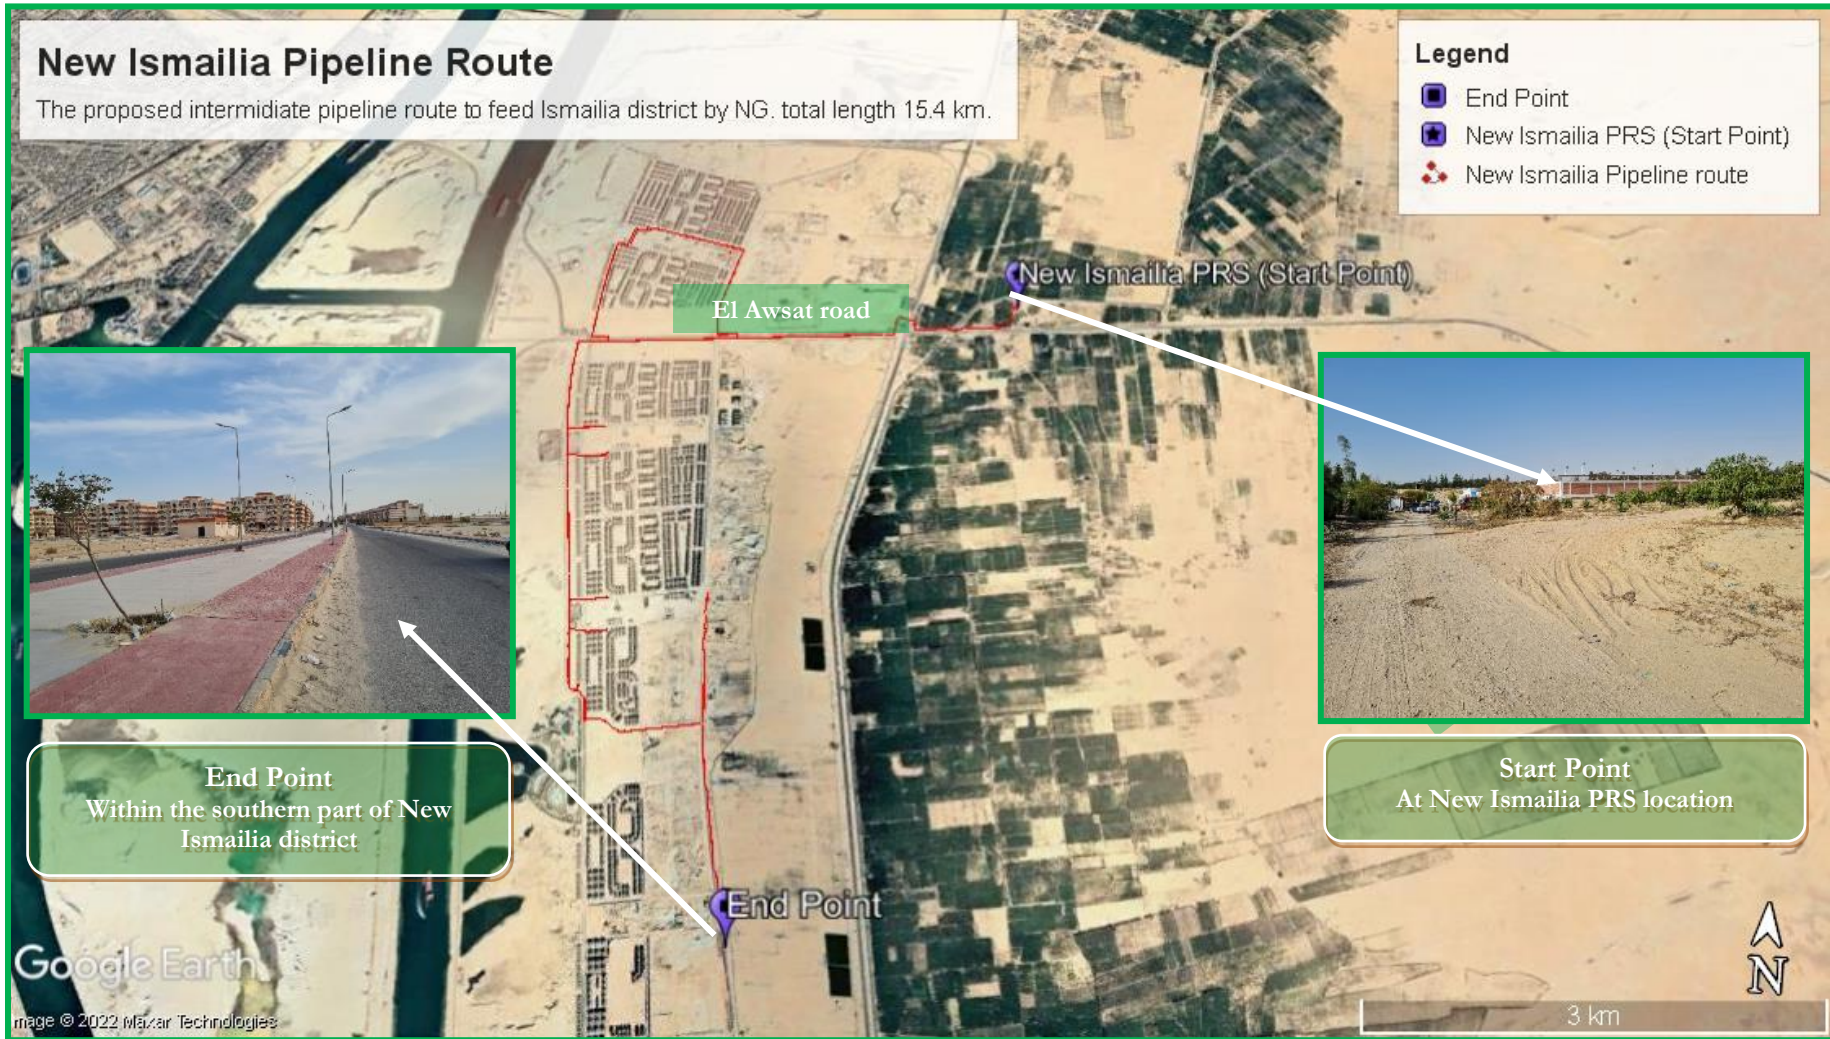 New Ismailia Pipeline Route
The proposed intermidiate pipeline route to feed Ismailia district by NG. total length 15.4 km.
Legend
End Point
New Ismailia PRS (Start Point)
New Ismailia Pipeline route
New Ismailia PRS (Start Point)
El Awsat road
End Point
Within the southern part of New
Ismailia district
Start Point
At New Ismailia PRS location
End Point
N
Google Earth
mage © 2022 Maxar Technologies
3 km